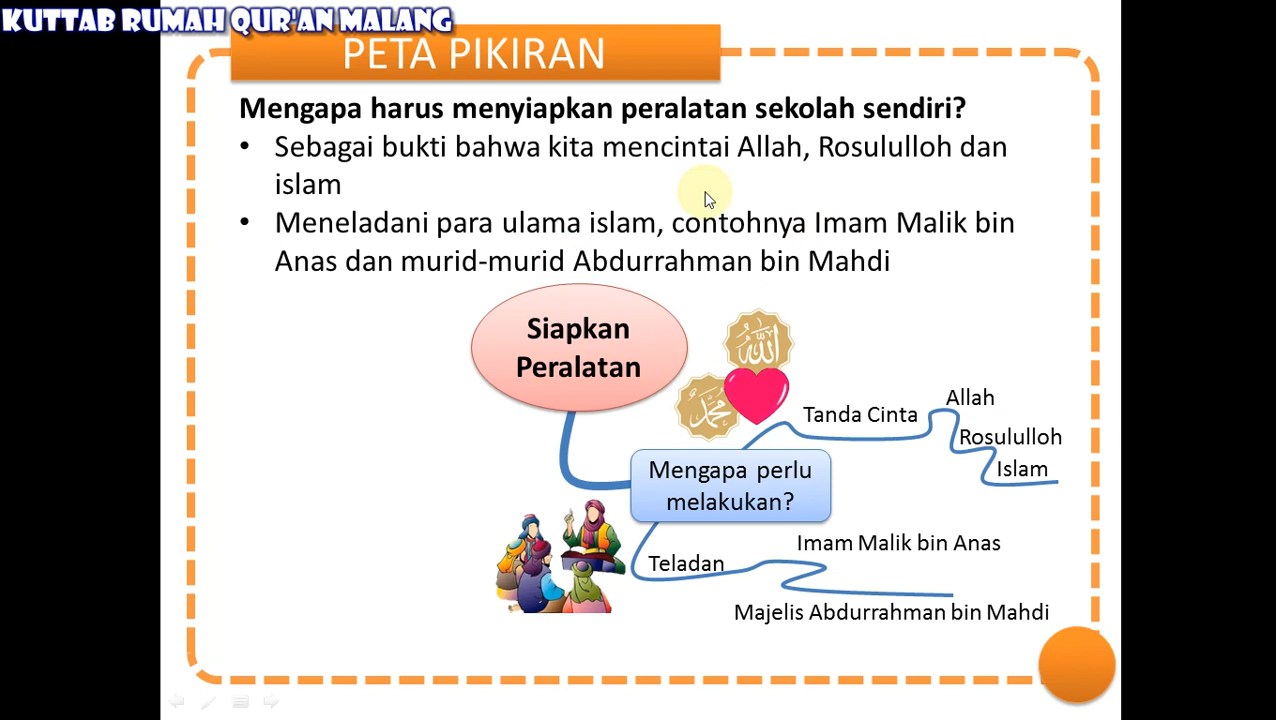 KUTTAB RUMAH QUR'AN MALANG
PETA PIKIRAN
Mengapa harus menyiapkan peralatan sekolah sendiri?
• Sebagai bukti bahwa kita mencintai Allah, Rosululloh dan
islam
• Meneladani para ulama islam, contohnya Imam Malik bin
Anas dan murid-murid Abdurrahman bin Mahdi
Siapkan
Peralatan
الله
محمد
Tanda Cinta
Allah
Rosululloh
Islam
Mengapa perlu
melakukan?
Teladan
Imam Malik bin Anas
Majelis Abdurrahman bin Mahdi